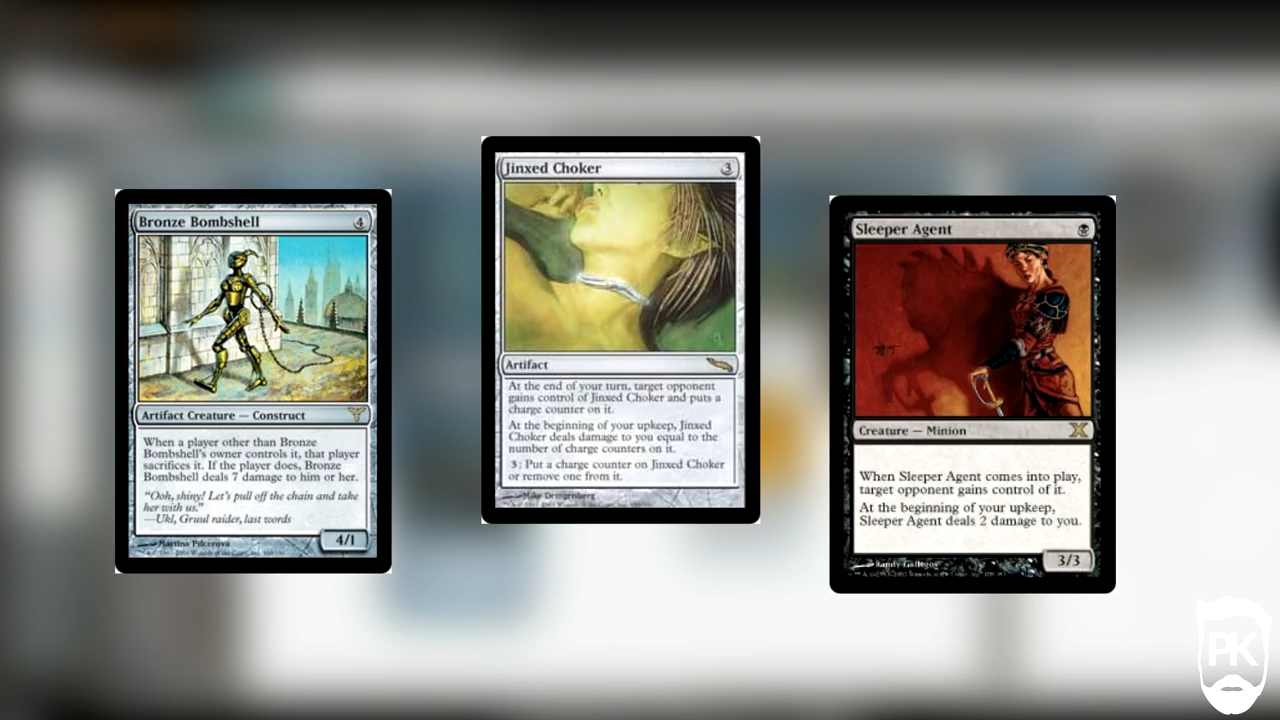 Bronze Bombshell 4
Artifact Creature — Construct
When a player other than Bronze
Bombshell's owner controls it, that player
sacrifices it. If the player does, Bronze
Bombshell deals 7 damage to him or her.
“Ooh, shiny! Let's pull off the chain and take
her with us.”
—Ukl, Gruul raider, last words
Martina Pilcerova
4/1
Jinxed Choker 3
Artifact
At the end of your turn, target opponent
gains control of Jinxed Choker and puts a
charge counter on it.
At the beginning of your upkeep, Jinxed
Choker deals damage to you equal to the
number of charge counters on it.
3: Put a charge counter on Jinxed Choker
or remove one from it.
Sleeper Agent
Creature — Minion
When Sleeper Agent comes into play,
target opponent gains control of it.
At the beginning of your upkeep,
Sleeper Agent deals 2 damage to you.
Randy Gallegos
3/3
PK